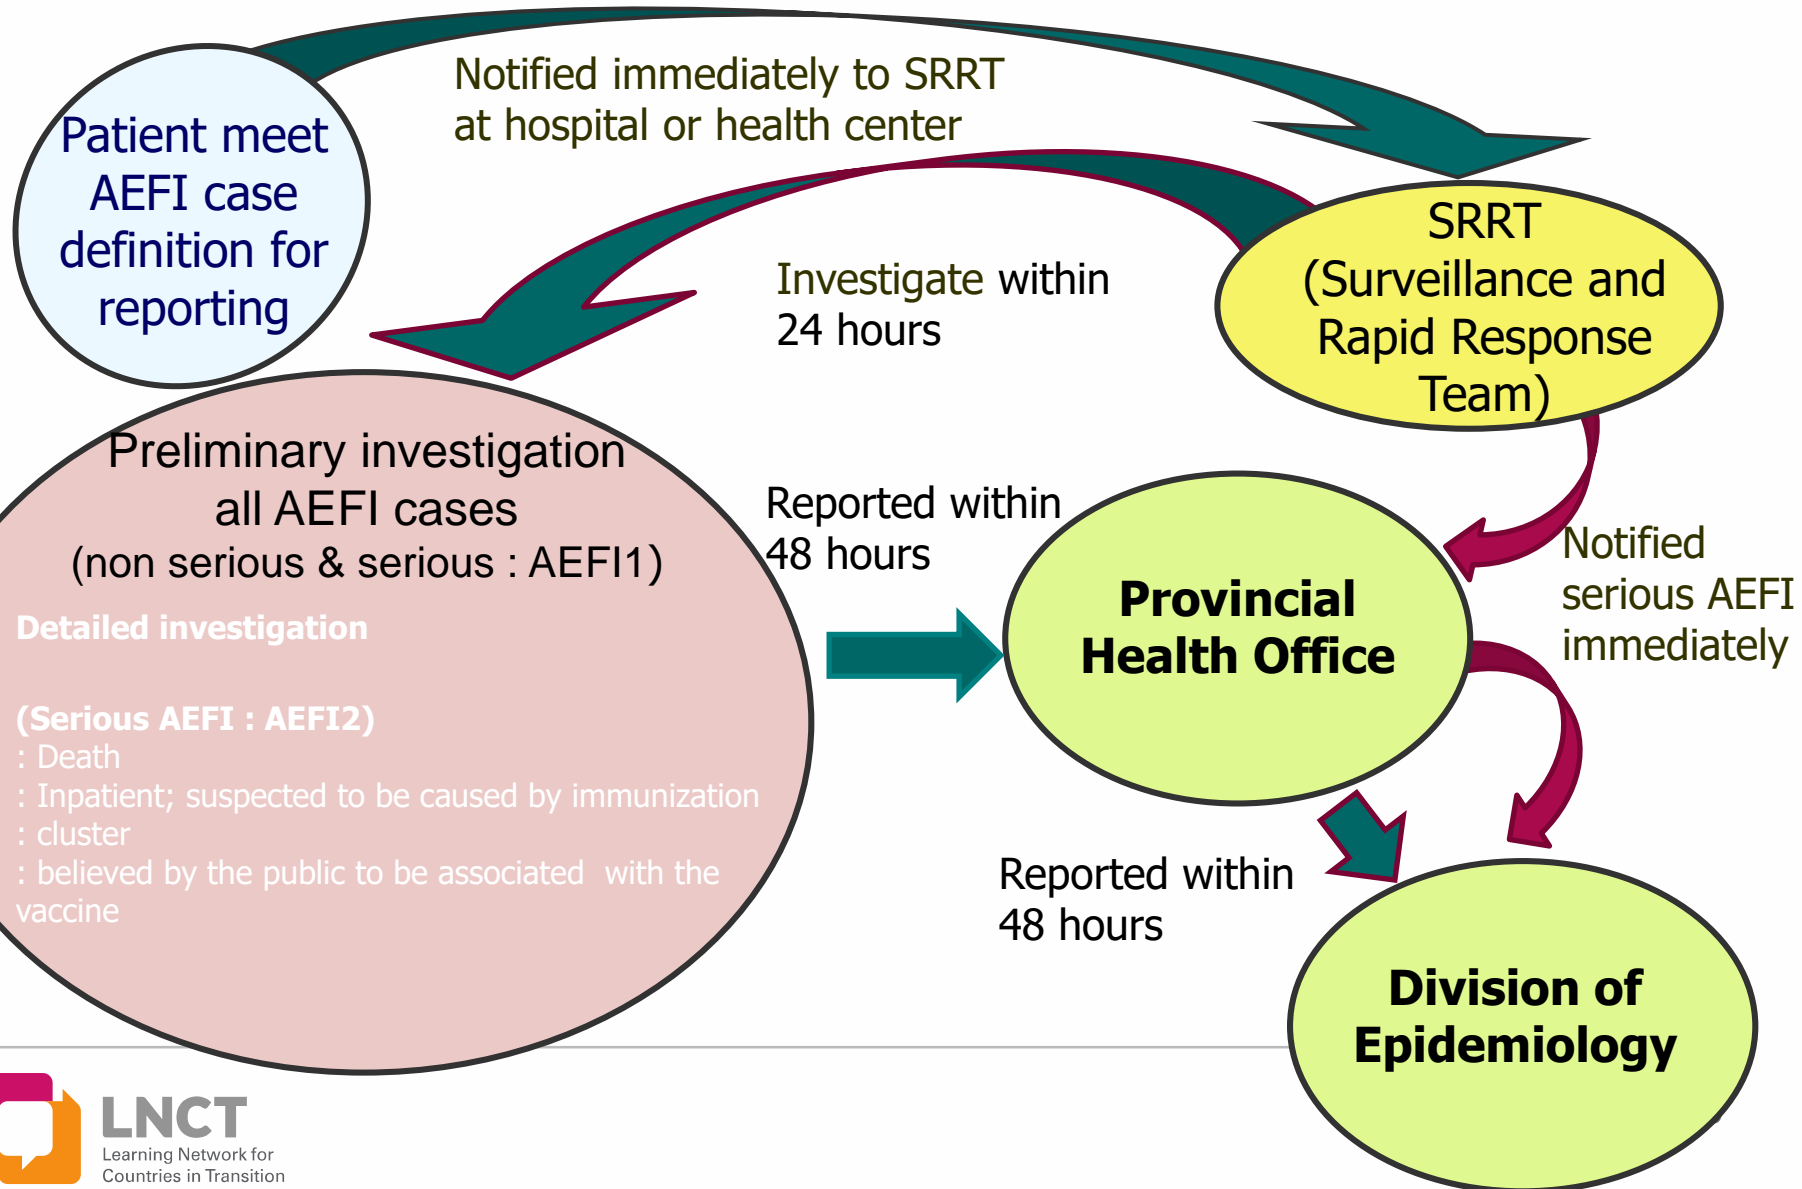 Notified immediately to SRRT
at hospital or health center
Patient meet
AEFI case
definition for
reporting
SRRT
(Surveillance and
Rapid Response
Team)
Investigate within
24 hours
Preliminary investigation
all AEFI cases
(non serious & serious : AEFI1)
Detailed investigation
(Serious AEFI : AEFI2)
: Death
: Inpatient; suspected to be caused by immunization
: cluster
: believed by the public to be associated  with the
vaccine
Reported within
48 hours
Provincial
Health Office
Notified
serious AEFI
immediately
Reported within
48 hours
Division of
Epidemiology
LNCT
Learning Network for
Countries in Transition